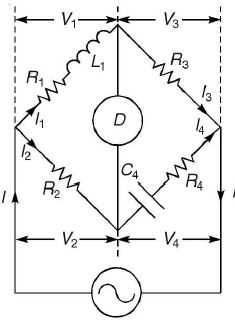 V1 V3
R1 L1 R3
I1 D I3
I2 C4 I4
I R2 R4 I
V2 V4